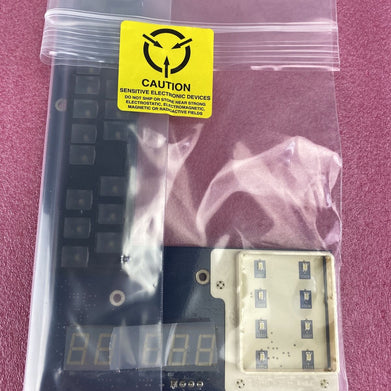 CAUTION
SENSITIVE ELECTRONIC DEVICES
DO NOT SHIP OR STORE NEAR STRONG
ELECTROSTATIC, ELECTROMAGNETIC,
MAGNETIC OR RADIOACTIVE FIELDS